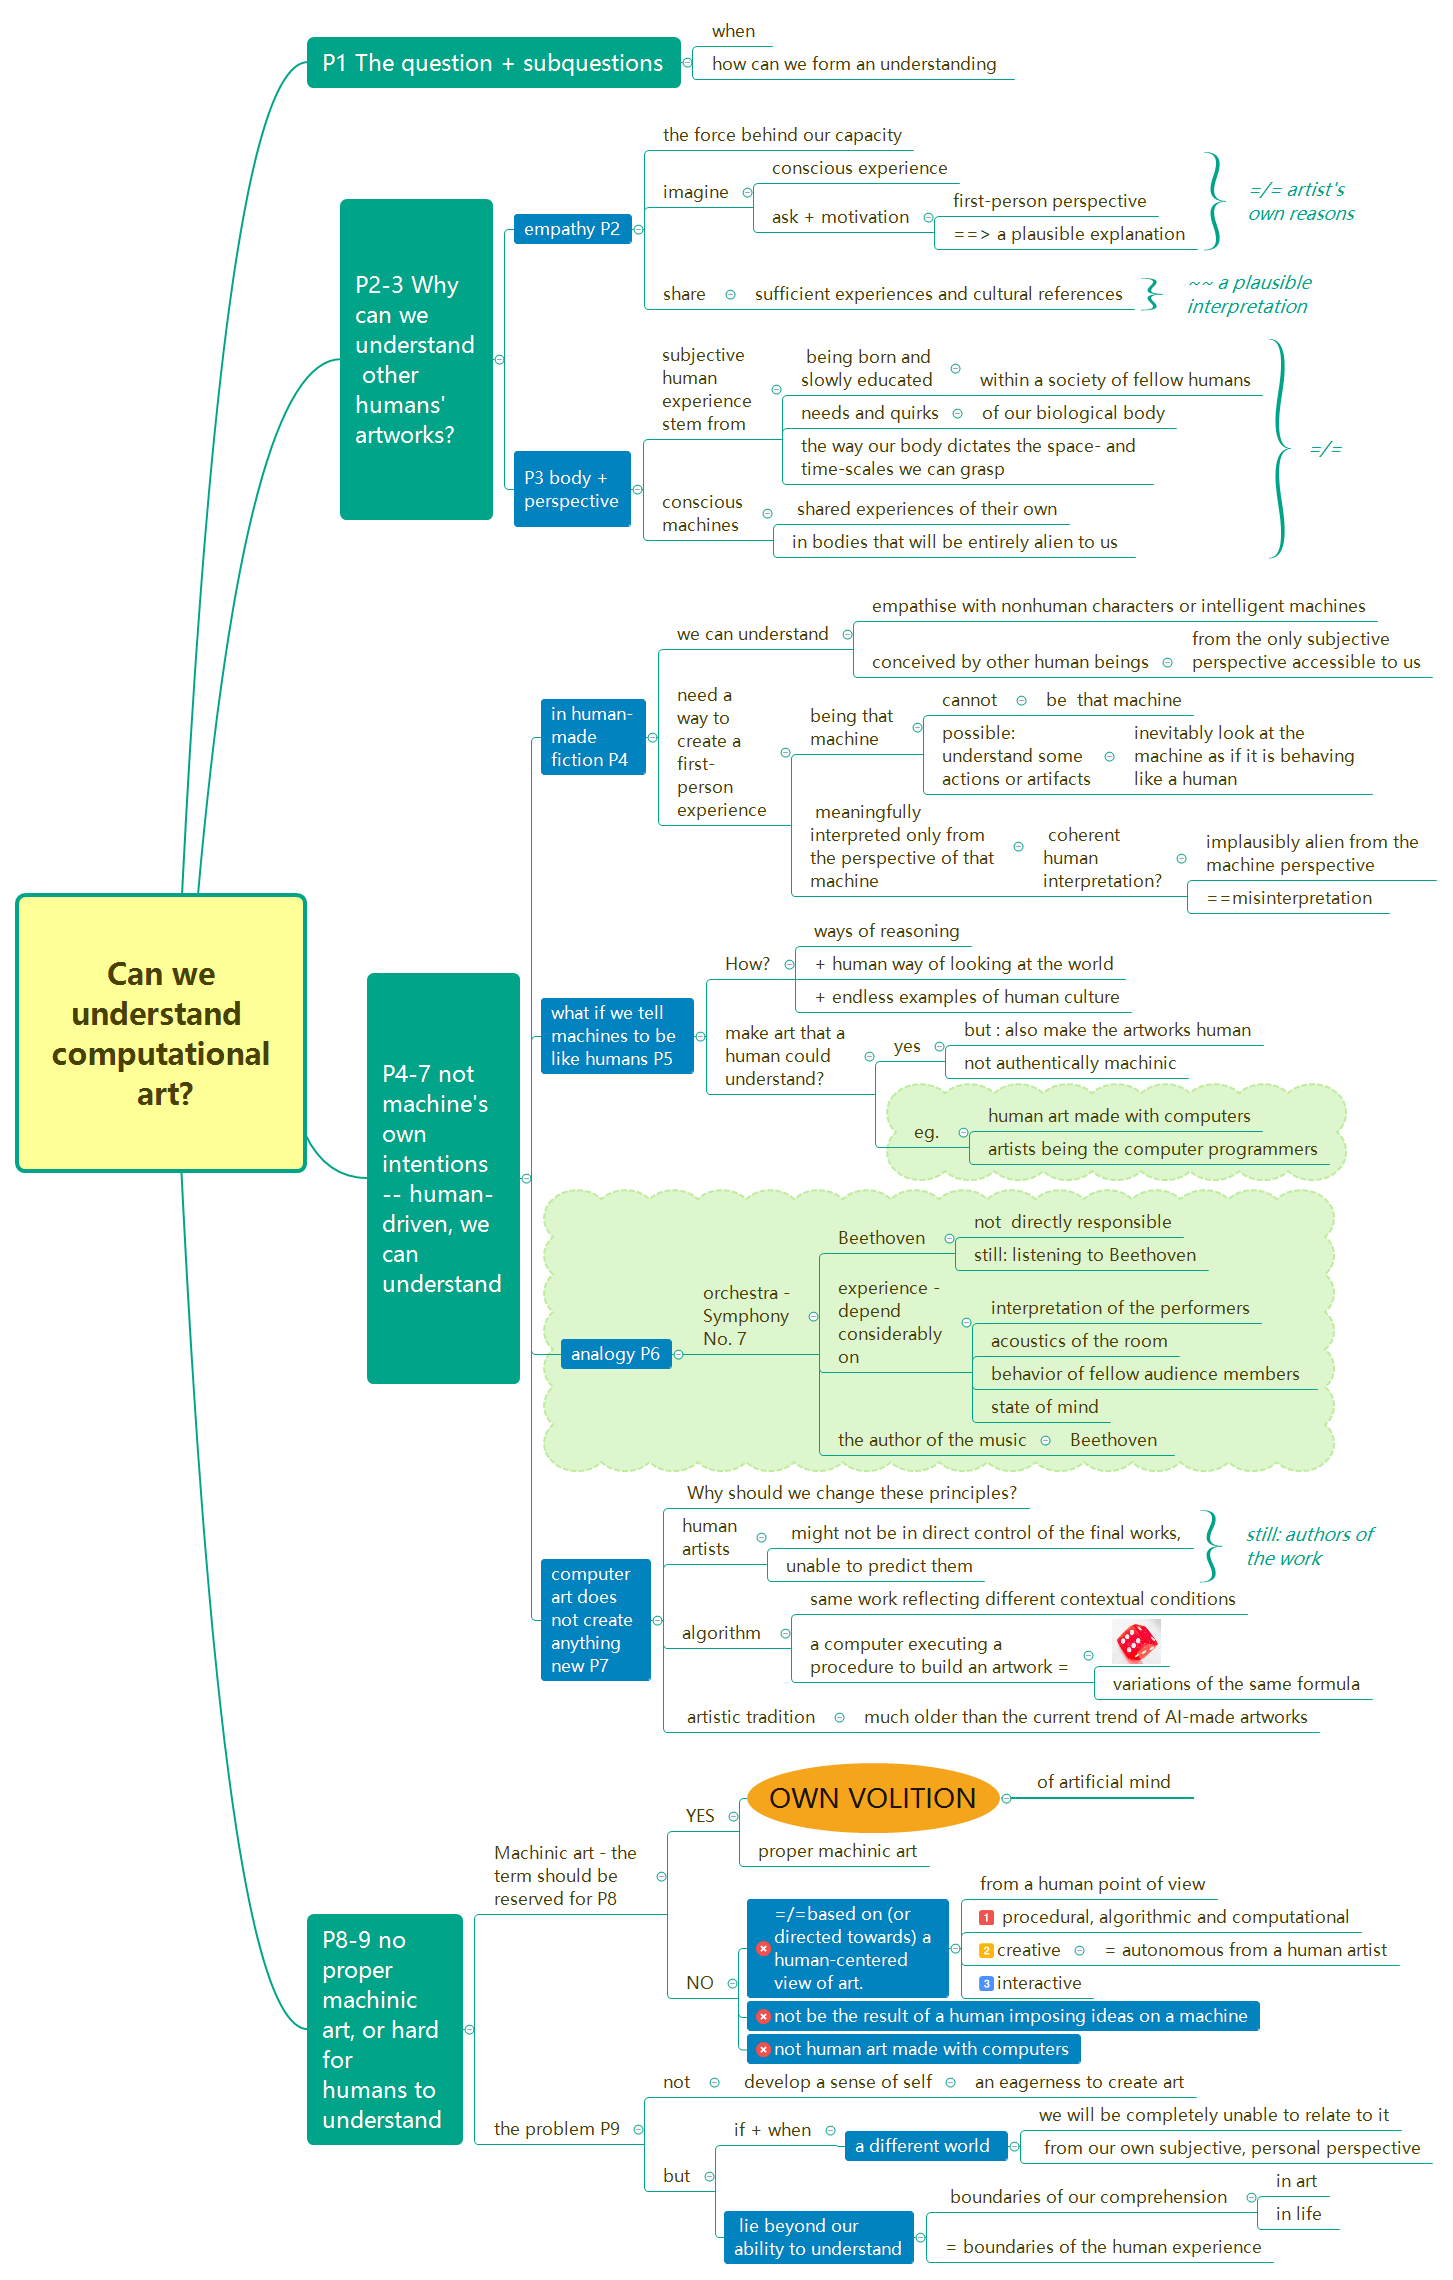 Can we
understand
computational
art?
P1 The question + subquestions
when
how can we form an understanding
P2-3 Why
can we
understand
other
humans'
artworks?
empathy P2
the force behind our capacity
imagine
conscious experience
ask + motivation
first-person perspective
==> a plausible explanation
=/= artist's
own reasons
share
sufficient experiences and cultural references
~~ a plausible
interpretation
P3 body +
perspective
subjective
human
experience
stem from
being born and
slowly educated
within a society of fellow humans
needs and quirks
of our biological body
the way our body dictates the space- and
time-scales we can grasp
conscious
machines
shared experiences of their own
in bodies that will be entirely alien to us
=/=
P4-7 not
machine's
own
intentions
-- human-
driven, we
can
understand
in human-
made
fiction P4
we can understand
empathise with nonhuman characters or intelligent machines
conceived by other human beings
from the only subjective
perspective accessible to us
need a
way to
create a
first-
person
experience
being that
machine
cannot
be  that machine
possible:
understand some
actions or artifacts
inevitably look at the
machine as if it is behaving
like a human
meaningfully
interpreted only from
the perspective of that
machine
coherent
human
interpretation?
implausibly alien from the
machine perspective
==misinterpretation
what if we tell
machines to be
like humans P5
How?
ways of reasoning
+ human way of looking at the world
+ endless examples of human culture
make art that a
human could
understand?
yes
but : also make the artworks human
not authentically machinic
eg.
human art made with computers
artists being the computer programmers
analogy P6
orchestra -
Symphony
No. 7
Beethoven
not  directly responsible
still: listening to Beethoven
experience -
depend
considerably
on
interpretation of the performers
acoustics of the room
behavior of fellow audience members
state of mind
the author of the music
Beethoven
computer
art does
not create
anything
new P7
Why should we change these principles?
human
artists
might not be in direct control of the final works,
unable to predict them
still: authors of
the work
algorithm
same work reflecting different contextual conditions
a computer executing a
procedure to build an artwork =
variations of the same formula
artistic tradition
much older than the current trend of AI-made artworks
P8-9 no
proper
machinic
art, or hard
for
humans to
understand
Machinic art - the
term should be
reserved for P8
YES
OWN VOLITION
of artificial mind
proper machinic art
NO
=/=based on (or
directed towards) a
human-centered
view of art.
from a human point of view
1 procedural, algorithmic and computational
2 creative
= autonomous from a human artist
3 interactive
not be the result of a human imposing ideas on a machine
not human art made with computers
the problem P9
not
develop a sense of self
an eagerness to create art
but
if + when
a different world
we will be completely unable to relate to it
from our own subjective, personal perspective
lie beyond our
ability to understand
boundaries of our comprehension
in art
in life
= boundaries of the human experience